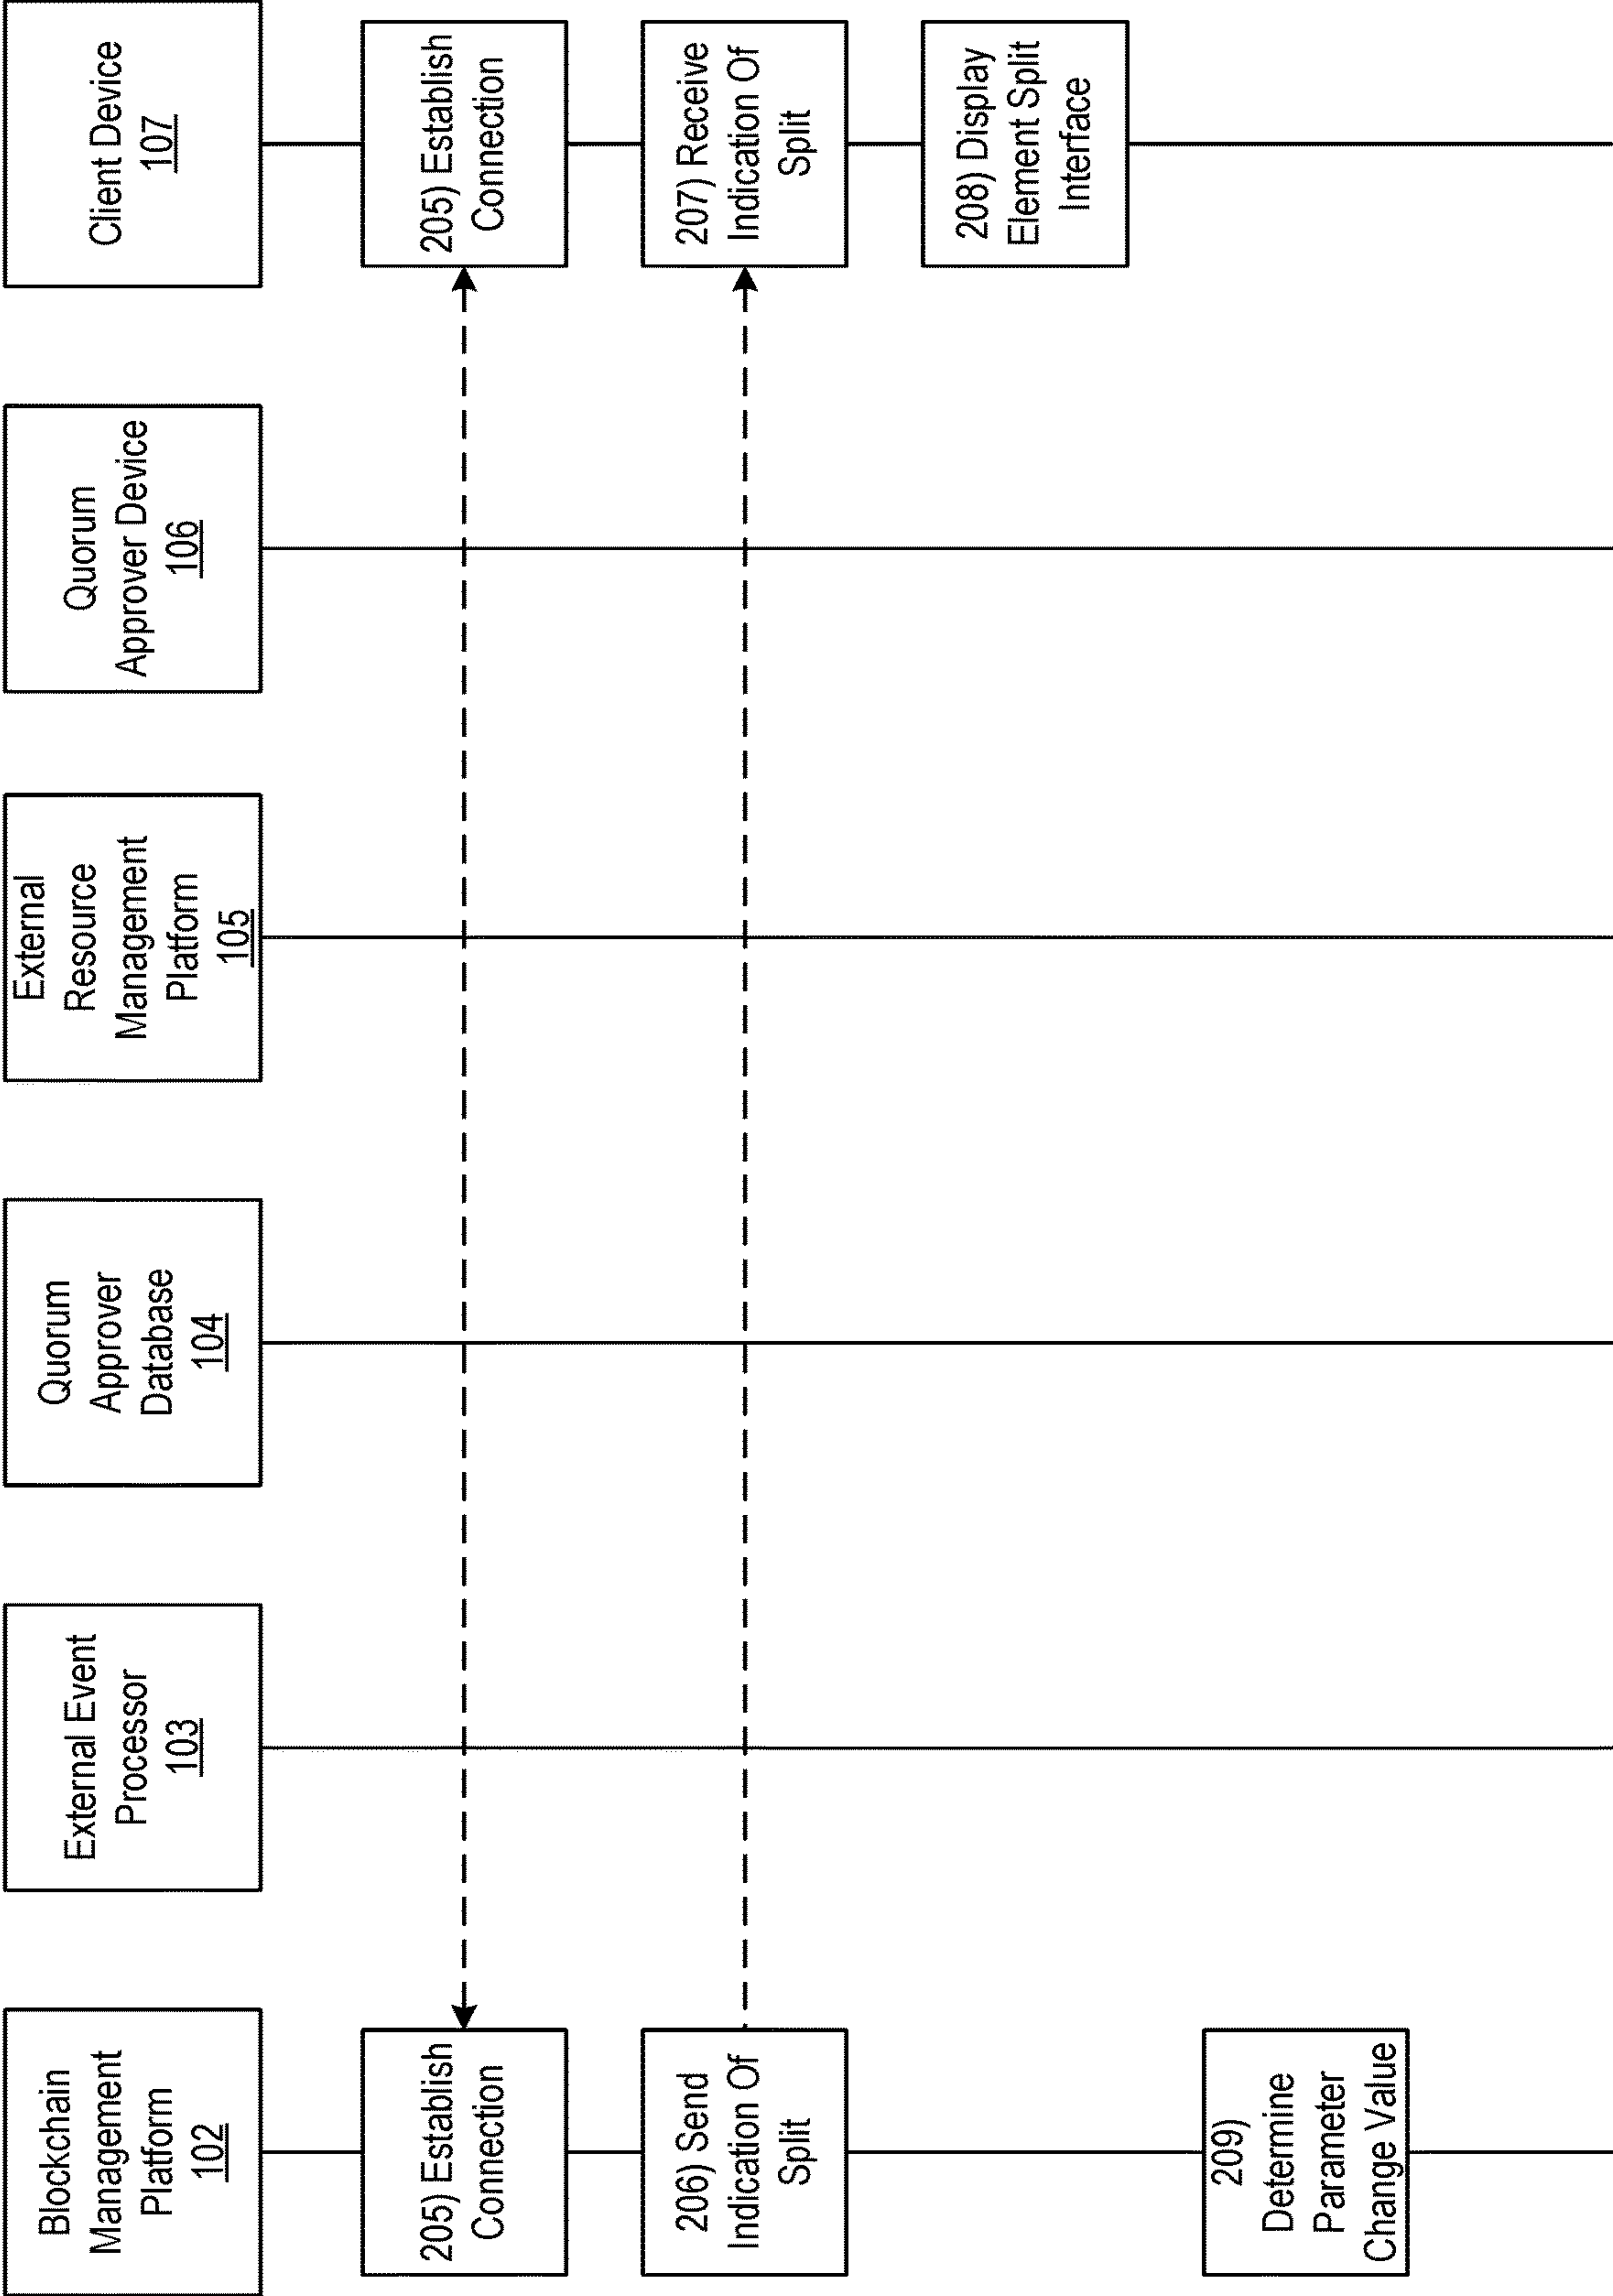 Blockchain
Management
Platform
102
External Event
Processor
103
Quorum
Approver
Database
104
External
Resource
Management
Platform
105
Quorum
Approver Device
106
Client Device
107
205) Establish
Connection
205) Establish
Connection
206) Send
Indication Of
Split
207) Receive
Indication Of
Split
208) Display
Element Split
Interface
209)
Determine
Parameter
Change Value